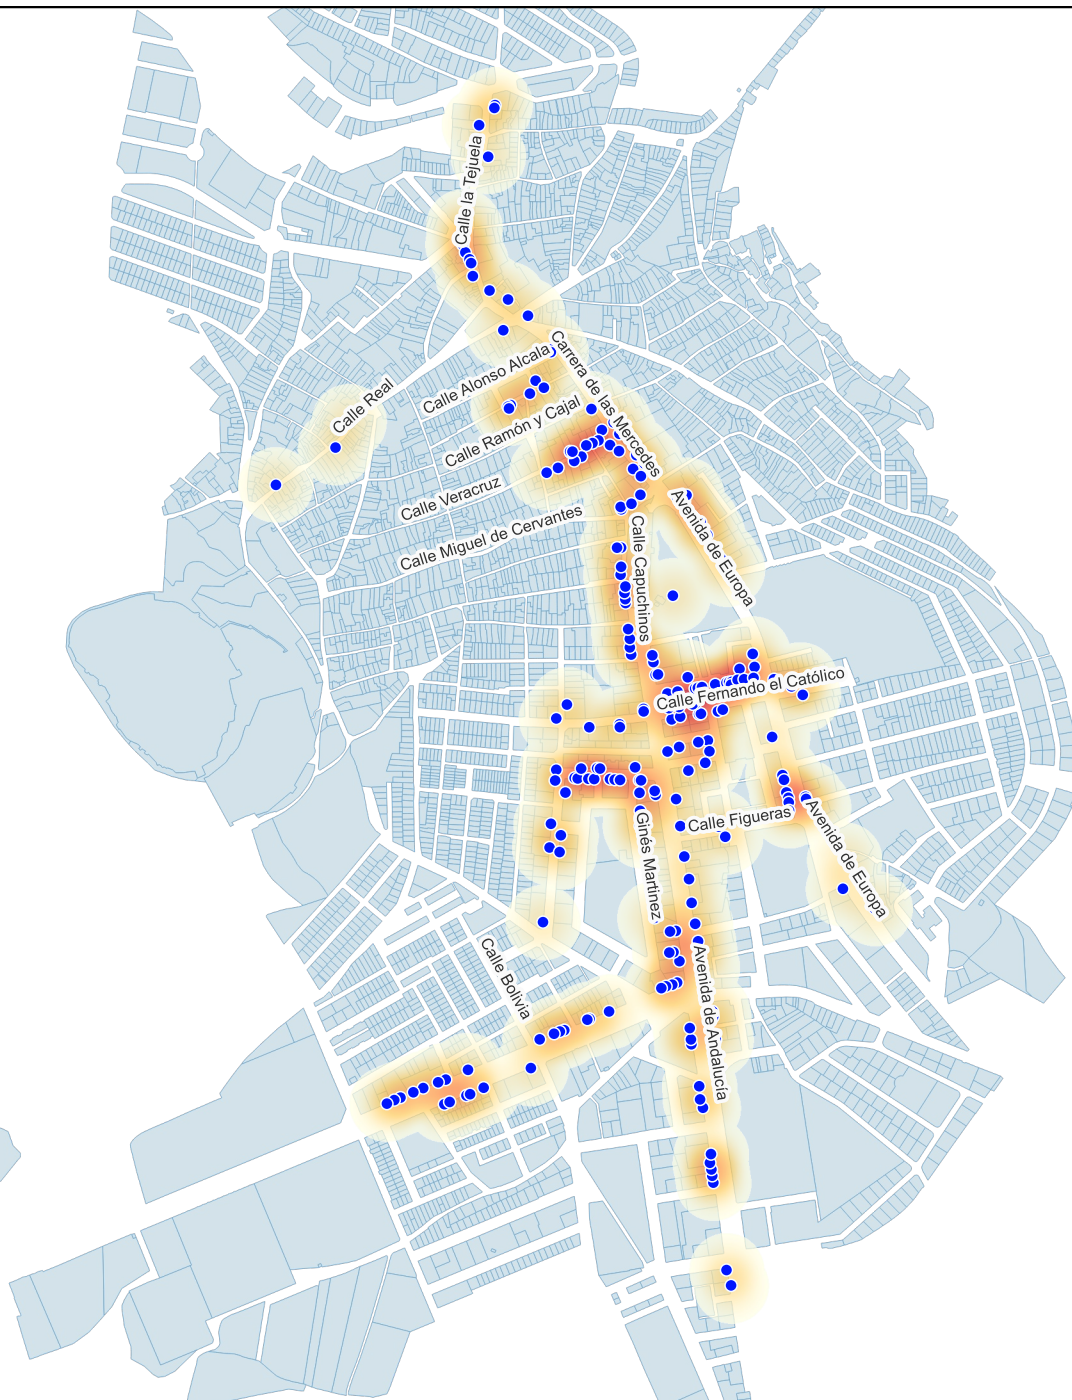 Calle la Tejuela
Carrera de las Mercedes
Calle Alonso Alcala
Calle Real
Calle Ramón y Cajal
Calle Veracruz
Avenida de Europa
Calle Miguel de Cervantes
Calle Capuchinos
Calle Fernando el Católico
Calle Figueras
Avenida de Europa
Ginés Martinez
Calle Bolivia
Avenida de Andalucía